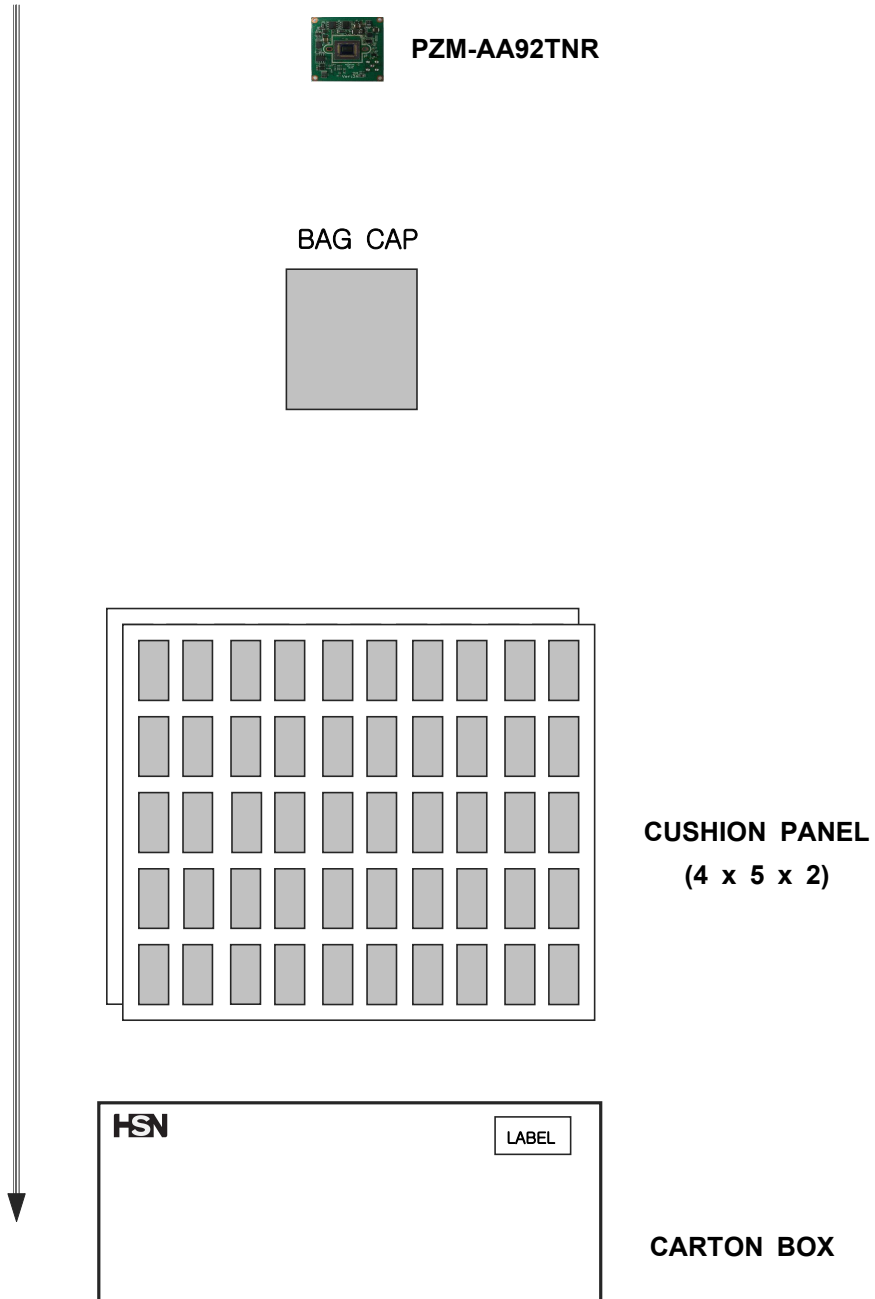 PZM-AA92TNR
BAG CAP
CUSHION PANEL
(4 x 5 x 2)
HSN
LABEL
CARTON BOX